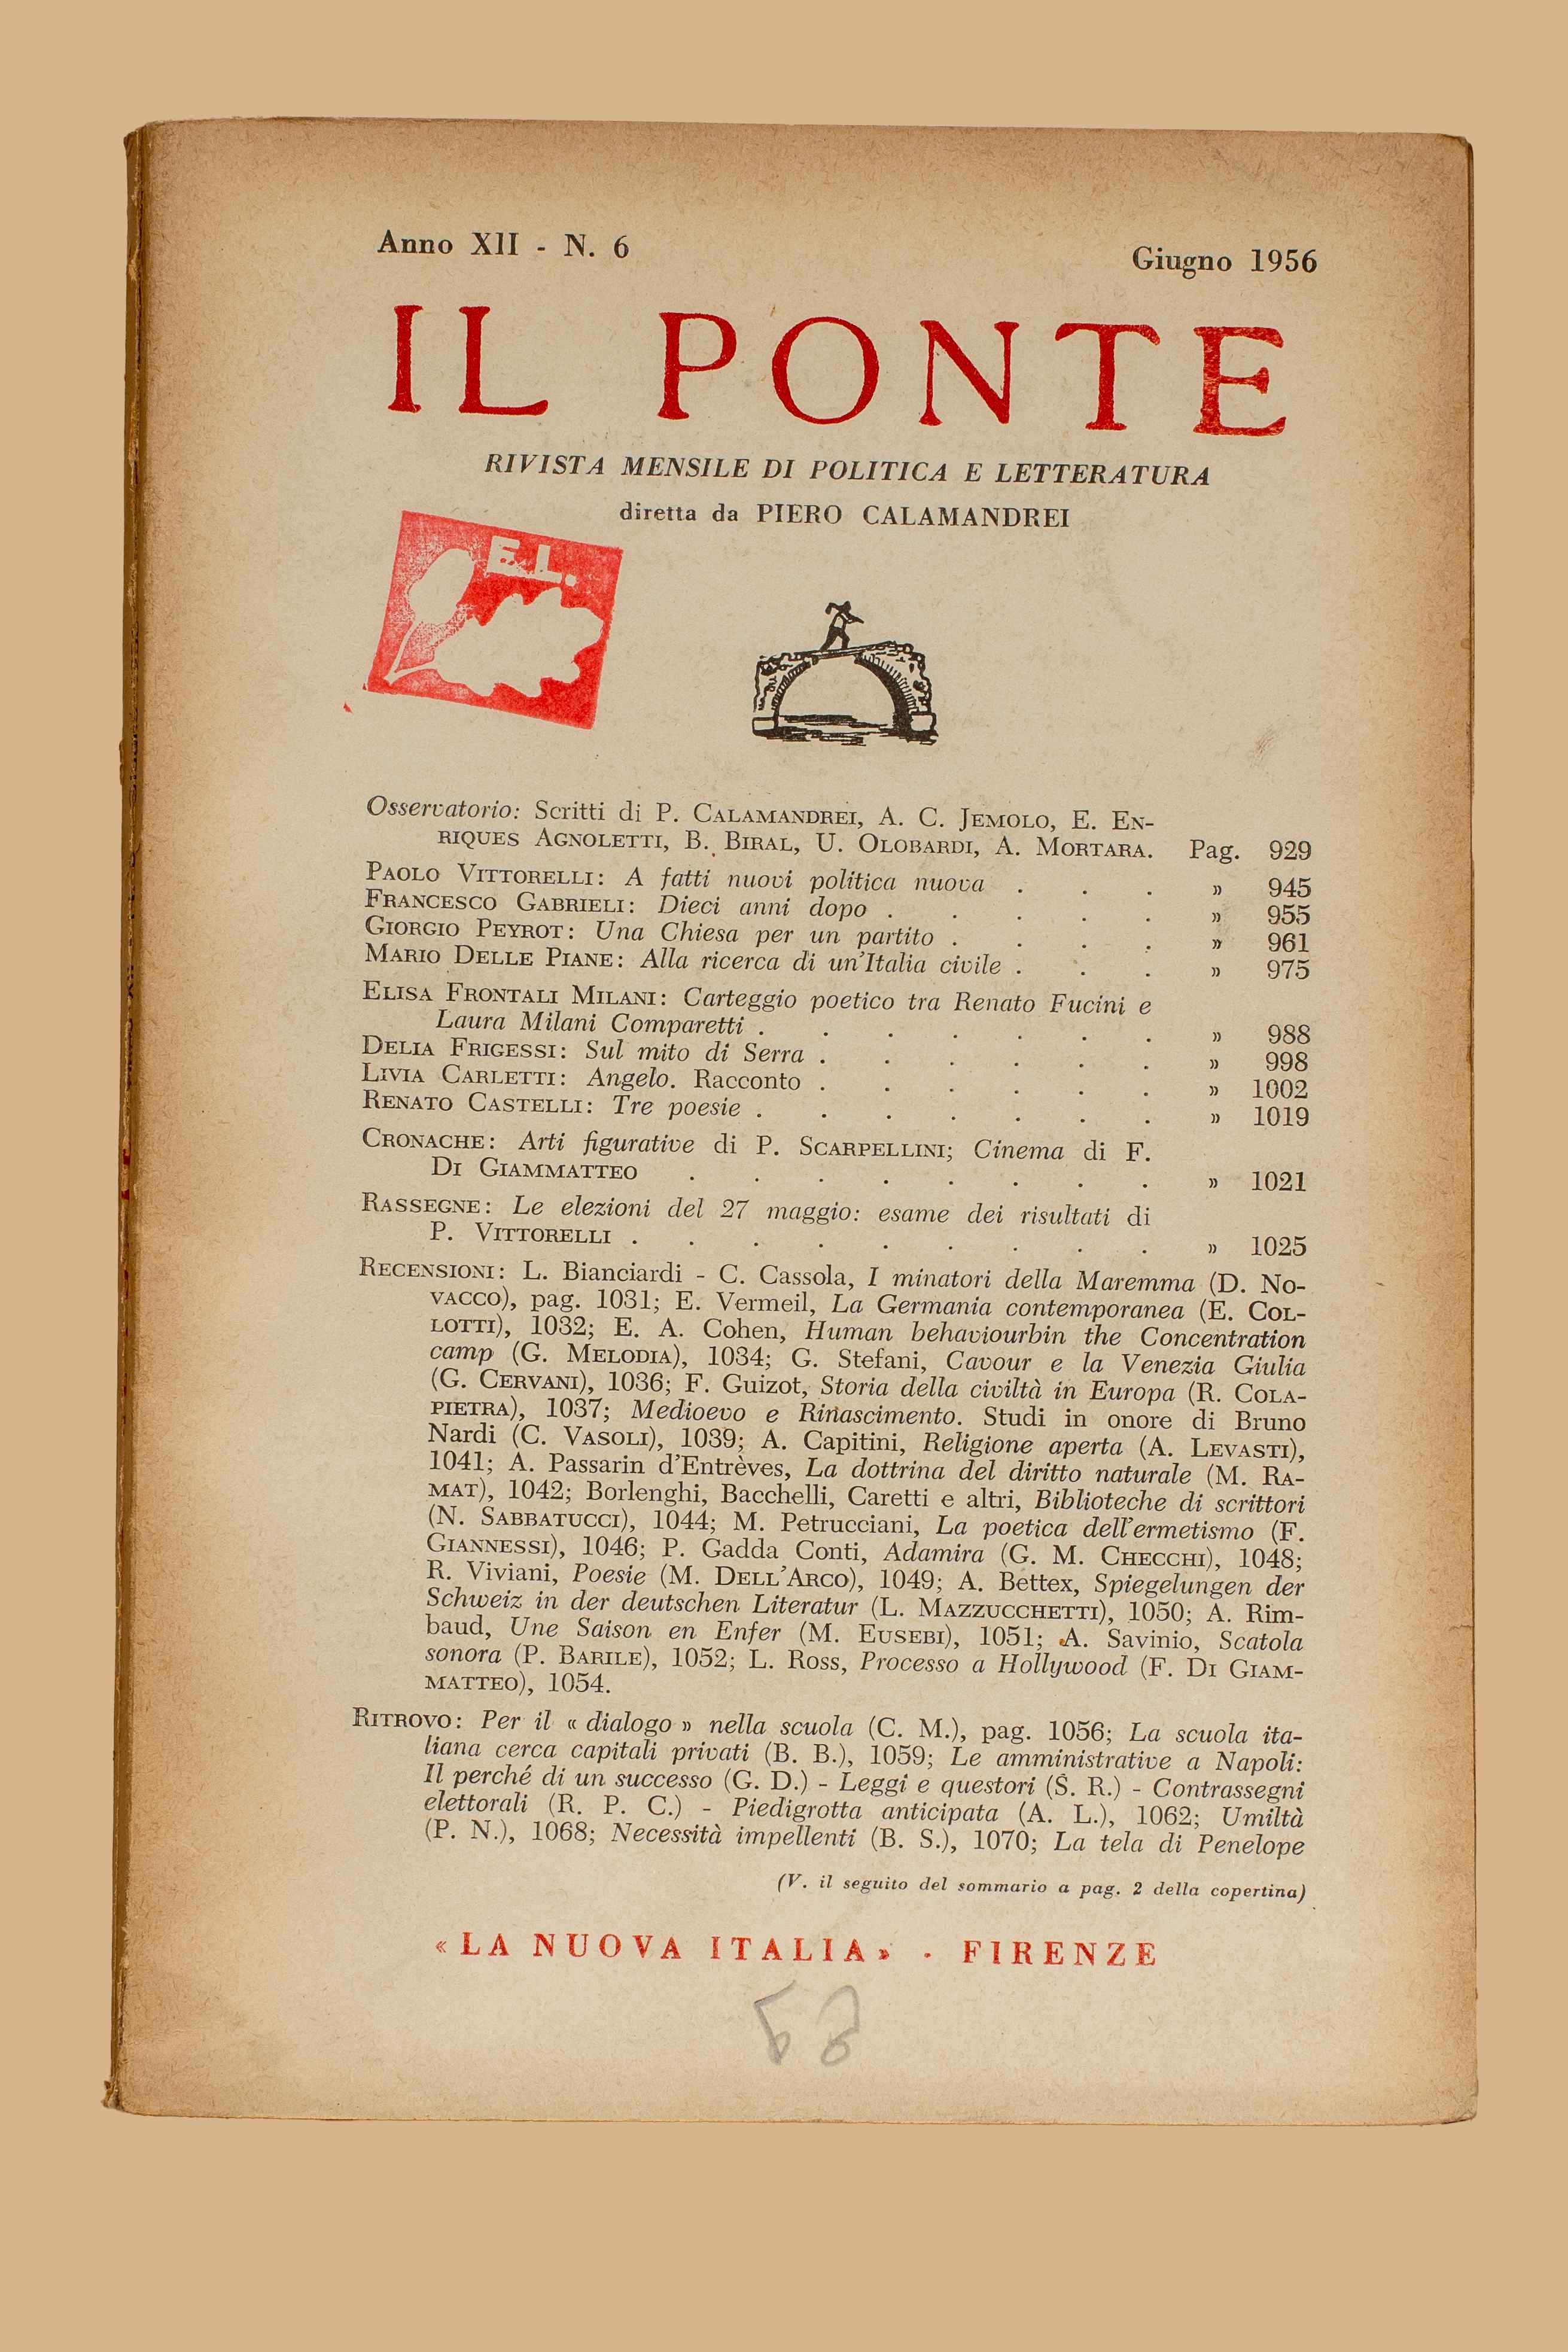 Anno XII - N. 6
Giugno 1956
IL PONTE
RIVISTA MENSILE DI POLITICA E LETTERATURA
diretta da PIERO CALAMANDREI
E.L.
Osservatorio: Scritti di P. CALAMANDREI, A. C. JEMOLO, E. EN-
RIQUES AGNOLETTI, B. BIRAL, U. OLOBARDI, A. MORTARA. Pag. 929
PAOLO VITTORELLI: A fatti nuovi politica nuova . . . » 945
FRANCESCO GABRIELI: Dieci anni dopo . . . . . » 955
GIORGIO PEYROT: Una Chiesa per un partito . . . . » 961
MARIO DELLE PIANE: Alla ricerca di un'Italia civile . . . » 975
ELISA FRONTALI MILANI: Carteggio poetico tra Renato Fucini e
Laura Milani Comparetti . . . . . . . » 988
DELIA FRIGESSI: Sul mito di Serra . . . . . . » 998
LIVIA CARLETTI: Angelo. Racconto . . . . . . » 1002
RENATO CASTELLI: Tre poesie . . . . . . . » 1019
CRONACHE: Arti figurative di P. SCARPELLINI; Cinema di F.
DI GIAMMATTEO . . . . . . . . » 1021
RASSEGNE: Le elezioni del 27 maggio: esame dei risultati di
P. VITTORELLI . . . . . . . . . » 1025
RECENSIONI: L. Bianciardi - C. Cassola, I minatori della Maremma (D. NO-
VACCO), pag. 1031; E. Vermeil, La Germania contemporanea (E. COL-
LOTTI), 1032; E. A. Cohen, Human behaviourbin the Concentration
camp (G. MELODIA), 1034; G. Stefani, Cavour e la Venezia Giulia
(G. CERVANI), 1036; F. Guizot, Storia della civiltà in Europa (R. COLA-
PIETRA), 1037; Medioevo e Rinascimento. Studi in onore di Bruno
Nardi (C. VASOLI), 1039; A. Capitini, Religione aperta (A. LEVASTI),
1041; A. Passarin d'Entrèves, La dottrina del diritto naturale (M. RA-
MAT), 1042; Borlenghi, Bacchelli, Caretti e altri, Biblioteche di scrittori
(N. SABBATUCCI), 1044; M. Petrucciani, La poetica dell'ermetismo (F.
GIANNESSI), 1046; P. Gadda Conti, Adamira (G. M. CHECCHI), 1048;
R. Viviani, Poesie (M. DELL'ARCO), 1049; A. Bettex, Spiegelungen der
Schweiz in der deutschen Literatur (L. MAZZUCCHETTI), 1050; A. Rim-
baud, Une Saison en Enfer (M. EUSEBI), 1051; A. Savinio, Scatola
sonora (P. BARILE), 1052; L. Ross, Processo a Hollywood (F. DI GIAM-
MATTEO), 1054.
RITROVO: Per il « dialogo » nella scuola (C. M.), pag. 1056; La scuola ita-
liana cerca capitali privati (B. B.), 1059; Le amministrative a Napoli:
Il perché di un successo (G. D.) - Leggi e questori (S. R.) - Contrassegni
elettorali (R. P. C.) - Piedigrotta anticipata (A. L.), 1062; Umiltà
(P. N.), 1068; Necessità impellenti (B. S.), 1070; La tela di Penelope
(V. il seguito del sommario a pag. 2 della copertina)
« LA NUOVA ITALIA » - FIRENZE